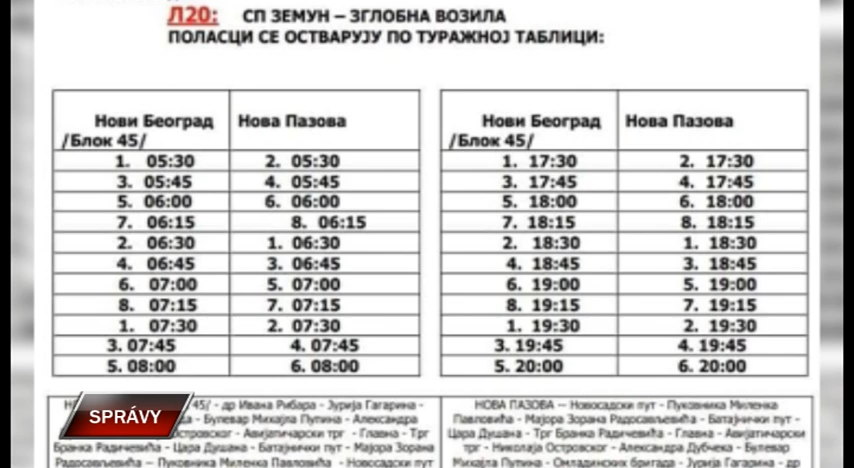 Л20: СП ЗЕМУН – ЗГЛОБНА ВОЗИЛА
ПОЛАСЦИ СЕ ОСТВАРУЈУ ПО ТУРАЖНОЈ ТАБЛИЦИ:
Нови Београд /Блок 45/ Нова Пазова
1. 05:30 2. 05:30
3. 05:45 4. 05:45
5. 06:00 6. 06:00
7. 06:15 8. 06:15
2. 06:30 1. 06:30
4. 06:45 3. 06:45
6. 07:00 5. 07:00
8. 07:15 7. 07:15
1. 07:30 2. 07:30
3. 07:45 4. 07:45
5. 08:00 6. 08:00
Нови Београд /Блок 45/ Нова Пазова
1. 17:30 2. 17:30
3. 17:45 4. 17:45
5. 18:00 6. 18:00
7. 18:15 8. 18:15
2. 18:30 1. 18:30
4. 18:45 3. 18:45
6. 19:00 5. 19:00
8. 19:15 7. 19:15
1. 19:30 2. 19:30
3. 19:45 4. 19:45
5. 20:00 6. 20:00
45/ - др Ивана Рибара - Јурија Гагарина -
- Булевар Михајла Пупина - Александра
- Авијатичарски трг - Главна - Трг
Бранка Радичевића - Цара Душана - Батајнички пут - Мајора Зорана
Радосављевића – Пуковника Миленка Павловића - Новосадски пут
НОВА ПАЗОВА – Новосадски пут - Пуковника Миленка
Павловића - Мајора Зорана Радосављевића - Батајнички пут -
Цара Душана - Трг Бранка Радичевића - Главна - Авијатичарски
трг - Николаја Островског - Александра Дубчека - Булевар
Михајла Пупина - Омладинских бригада - Јурија Гагарина - др
SPRÁVY